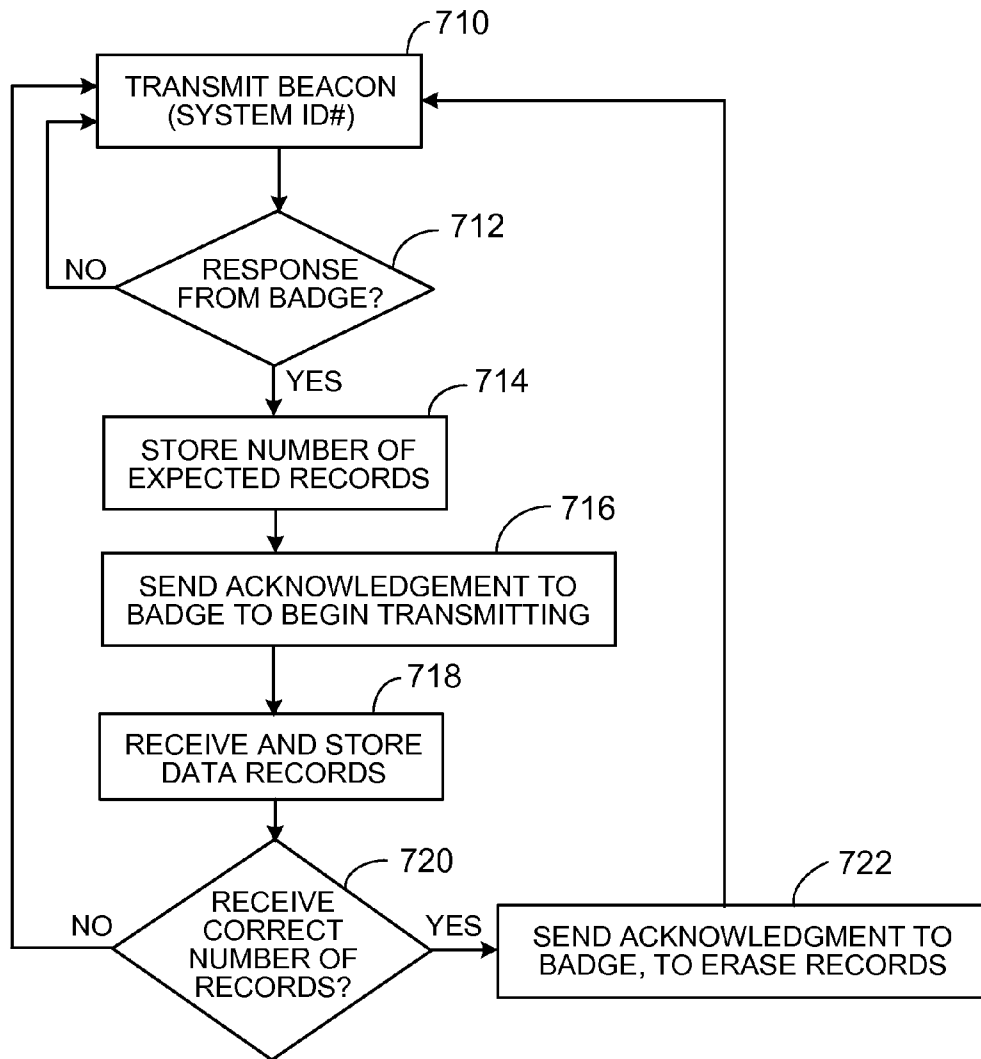 710
TRANSMIT BEACON
(SYSTEM ID#)
712
RESPONSE
FROM BADGE?
NO
YES
714
STORE NUMBER OF
EXPECTED RECORDS
716
SEND ACKNOWLEDGEMENT TO
BADGE TO BEGIN TRANSMITTING
718
RECEIVE AND STORE
DATA RECORDS
720
RECEIVE
CORRECT
NUMBER OF
RECORDS?
NO
YES
722
SEND ACKNOWLEDGMENT TO
BADGE, TO ERASE RECORDS